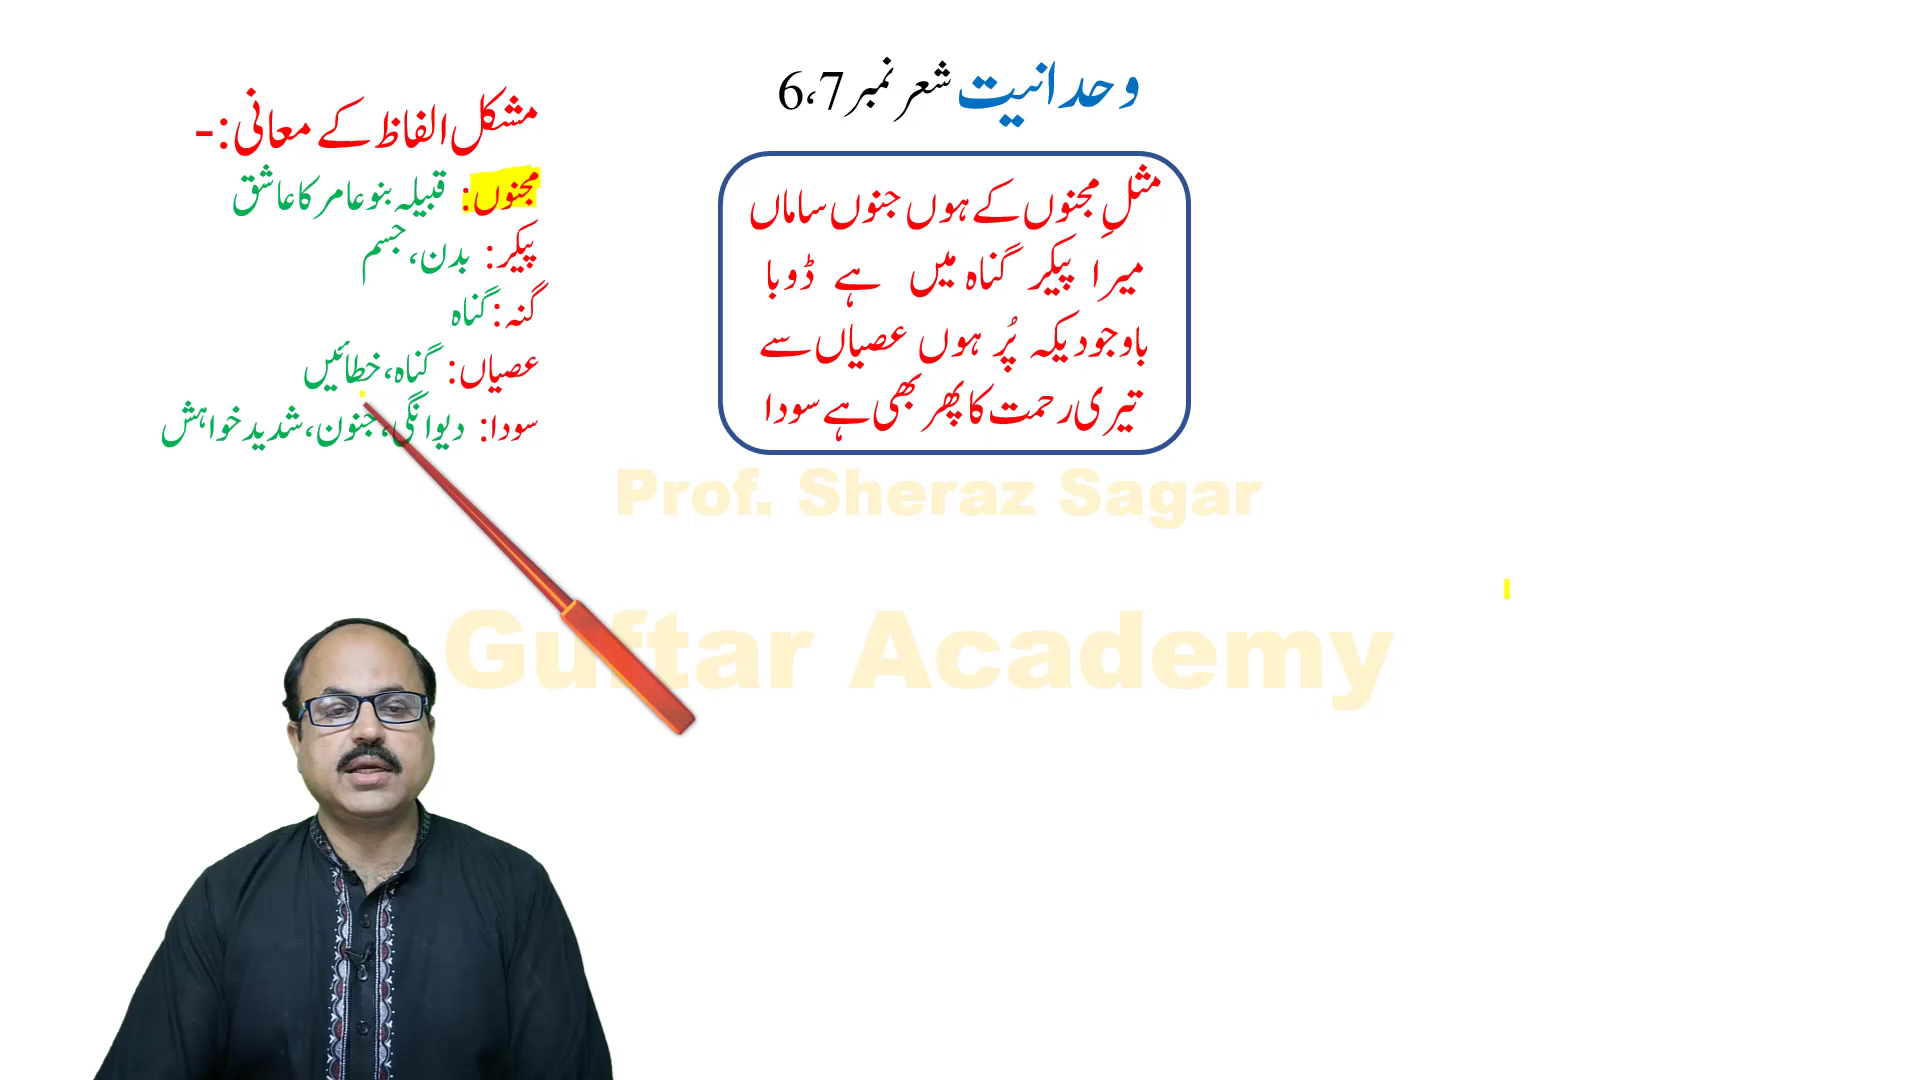 وحدانیت شعر نمبر 6،7
مثلِ مجنوں کے ہوں جنوں ساماں
میرا پیکر گناہ میں ہے ڈوبا
باوجودیکہ پُر ہوں عصیاں سے
تیری رحمت کا پھر بھی ہے سودا
مشکل الفاظ کے معانی:-
مجنوں: قبیلہ بنو عامر کا عاشق
پیکر: بدن، جسم
گنہ: گناہ
عصیاں: گناہ، خطائیں
سودا: دیوانگی، جنون، شدید خواہش
Prof. Sheraz Sagar
Guftar Academy